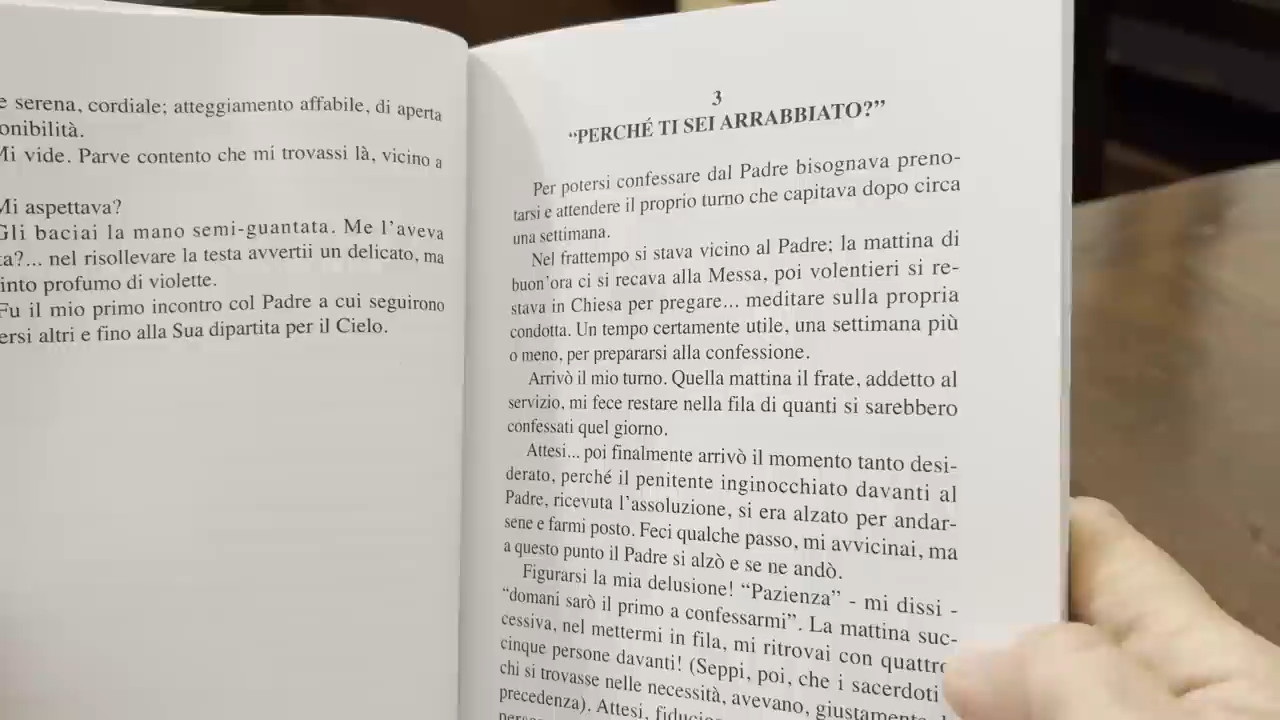 e serena, cordiale; atteggiamento affabile, di aperta
onibilità.
Mi vide. Parve contento che mi trovassi là, vicino a
Mi aspettava?
Gli baciai la mano semi-guantata. Me l'aveva
ta?... nel risollevare la testa avvertii un delicato, ma
into profumo di violette.
Fu il mio primo incontro col Padre a cui seguirono
ersi altri e fino alla Sua dipartita per il Cielo.
3
“PERCHÉ TI SEI ARRABBIATO?”
Per potersi confessare dal Padre bisognava preno-
tarsi e attendere il proprio turno che capitava dopo circa
una settimana.
Nel frattempo si stava vicino al Padre; la mattina di
buon'ora ci si recava alla Messa, poi volentieri si re-
stava in Chiesa per pregare... meditare sulla propria
condotta. Un tempo certamente utile, una settimana più
o meno, per prepararsi alla confessione.
Arrivò il mio turno. Quella mattina il frate, addetto al
servizio, mi fece restare nella fila di quanti si sarebbero
confessati quel giorno.
Attesi... poi finalmente arrivò il momento tanto desi-
derato, perché il penitente inginocchiato davanti al
Padre, ricevuta l'assoluzione, si era alzato per andar-
sene e farmi posto. Feci qualche passo, mi avvicinai, ma
a questo punto il Padre si alzò e se ne andò.
Figurarsi la mia delusione! “Pazienza” - mi dissi -
“domani sarò il primo a confessarmi”. La mattina suc-
cessiva, nel mettermi in fila, mi ritrovai con quattro
cinque persone davanti! (Seppi, poi, che i sacerdoti
chi si trovasse nelle necessità, avevano, giustamente
precedenza). Attesi,